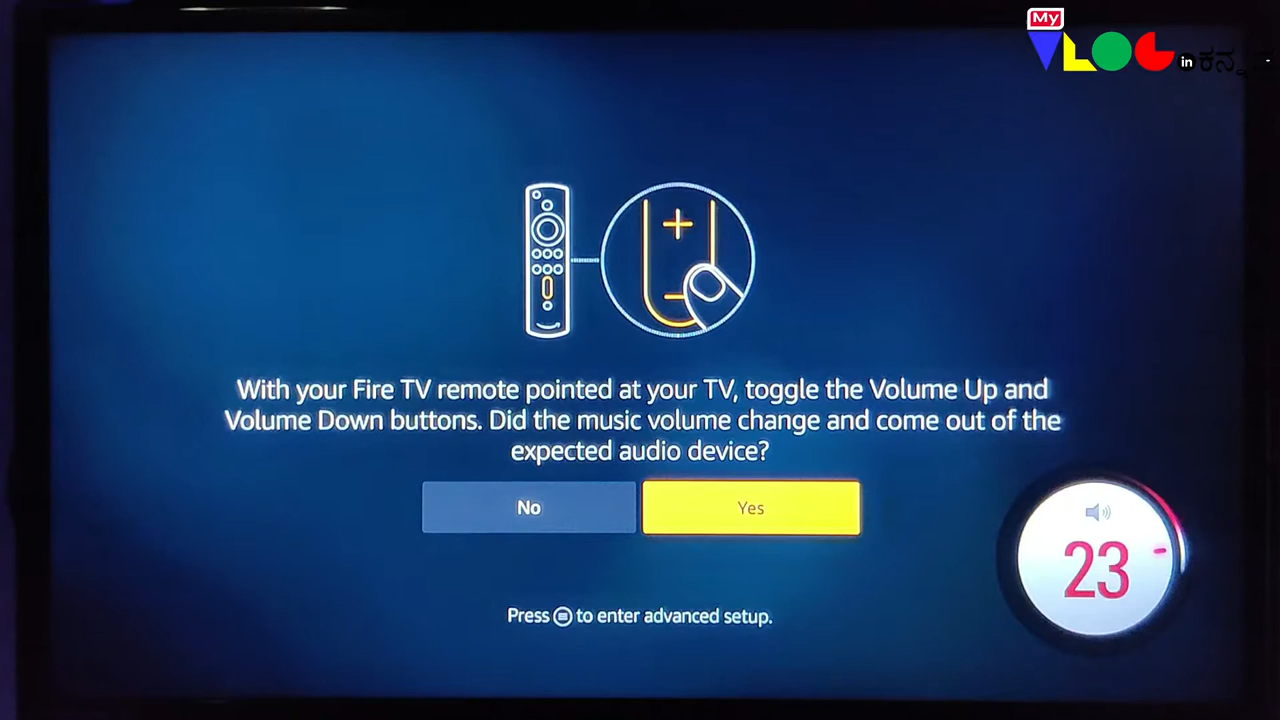 My
VLOG
in ಕನ್ನ
With your Fire TV remote pointed at your TV, toggle the Volume Up and
Volume Down buttons. Did the music volume change and come out of the
expected audio device?
No
Yes
23
Press to enter advanced setup.